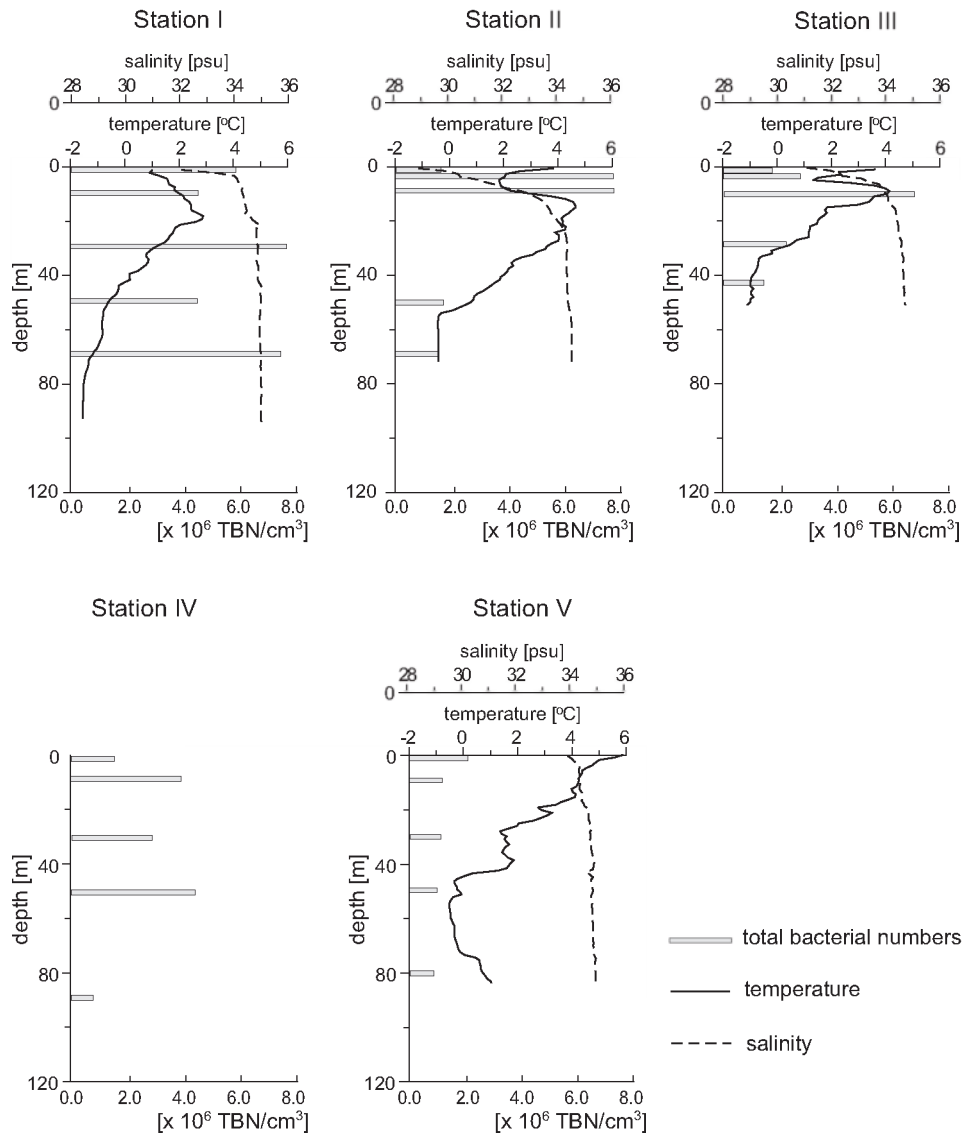 Station I
salinity [psu]
28 30 32 34 36
0
temperature [°C]
-2 0 2 4 6
0
40
80
120
depth [m]
0.0 2.0 4.0 6.0 8.0
[x 10⁶ TBN/cm³]
Station II
salinity [psu]
28 30 32 34 36
0
temperature [°C]
-2 0 2 4 6
0
40
80
120
depth [m]
0.0 2.0 4.0 6.0 8.0
[x 10⁶ TBN/cm³]
Station III
salinity [psu]
28 30 32 34 36
0
temperature [°C]
-2 0 2 4 6
0
40
80
120
depth [m]
0.0 2.0 4.0 6.0 8.0
[x 10⁶ TBN/cm³]
Station IV
0
40
80
120
depth [m]
0.0 2.0 4.0 6.0 8.0
[x 10⁶ TBN/cm³]
Station V
salinity [psu]
28 30 32 34 36
0
temperature [°C]
-2 0 2 4 6
0
40
80
120
depth [m]
0.0 2.0 4.0 6.0 8.0
[x 10⁶ TBN/cm³]
total bacterial numbers
temperature
salinity